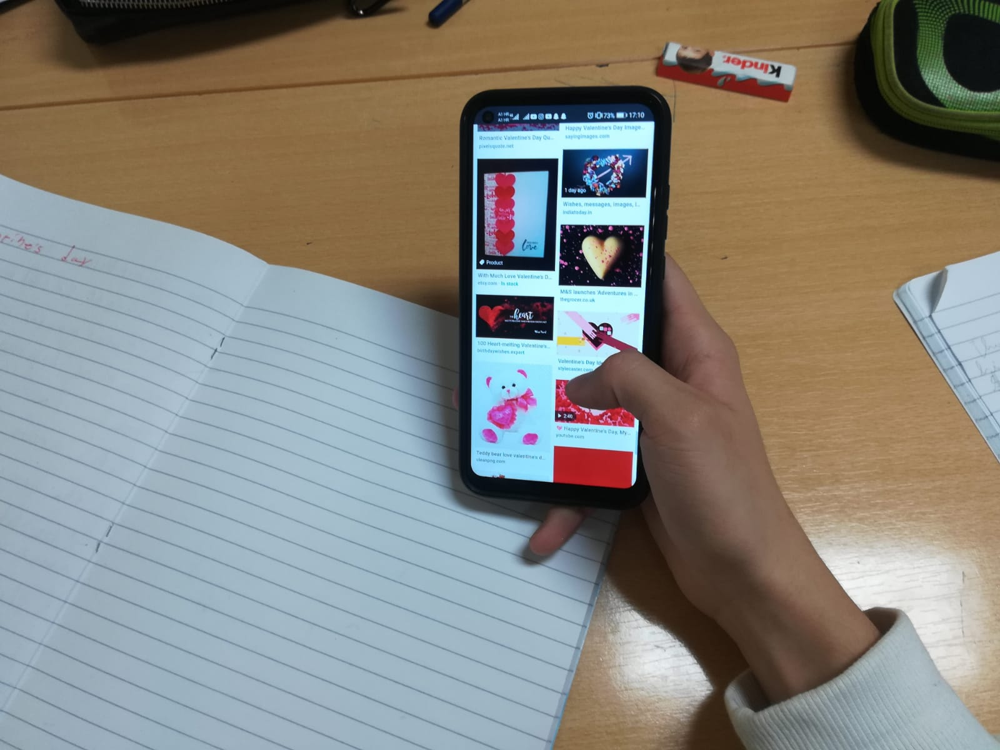 Kinder
A1 HR
A1 HR
73% 17:10
Romantic Valentine's Day Qu...
pixelsquote.net
Happy Valentine's Day Image...
sayingimages.com
love
Product
With Much Love Valentine's D...
etsy.com · In stock
1 day ago
Wishes, messages, images, i...
indiatoday.in
M&S launches 'Adventures in ...
thegrocer.co.uk
heart
100 Heart-melting Valentine's...
birthdaywishes.expert
Valentine's Day
stylecaster.com
2:40
Happy Valentine's Day, My...
youtube.com
Teddy bear love valentine's d...
cleanpng.com
day